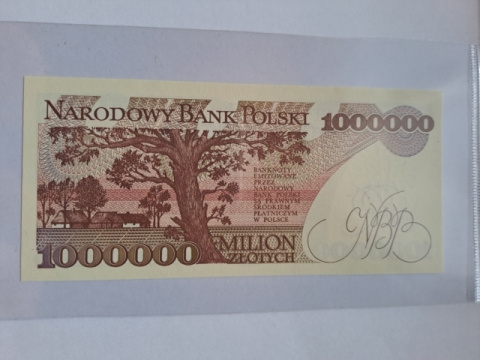 NARODOWY BANK POLSKI
1000000
BANKNOTY
EMITOWANE
PRZEZ
NARODOWY
BANK POLSKI
SĄ PRAWNYM
ŚRODKIEM
PŁATNICZYM
W POLSCE
1000000
MILION
ZŁOTYCH
NBP